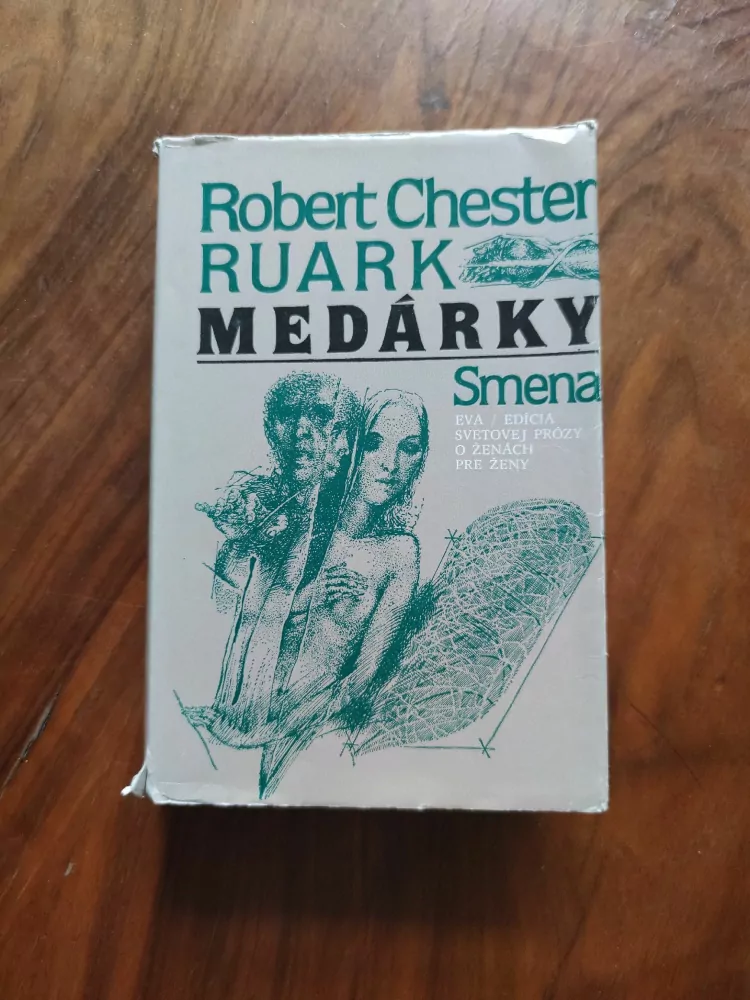 Robert Chester
RUARK
MEDÁRKY
Smena
EVA / EDÍCIA
SVETOVEJ PRÓZY
O ŽENÁCH
PRE ŽENY